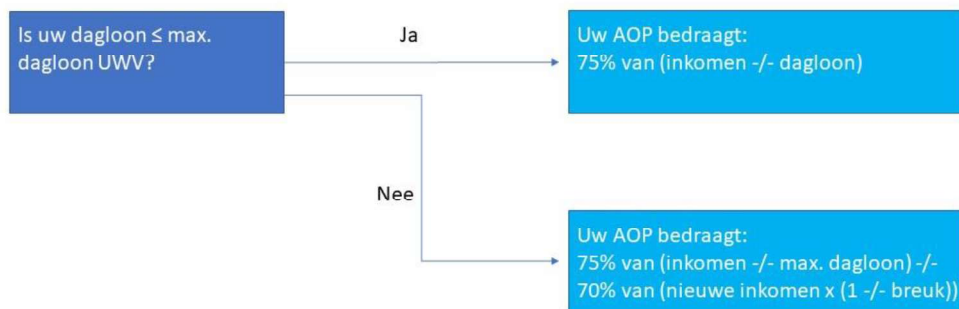 Is uw dagloon ≤ max.
dagloon UWV?
Ja
Uw AOP bedraagt:
75% van (inkomen -/- dagloon)
Nee
Uw AOP bedraagt:
75% van (inkomen -/- max. dagloon) -/-
70% van (nieuwe inkomen x (1 -/- breuk))